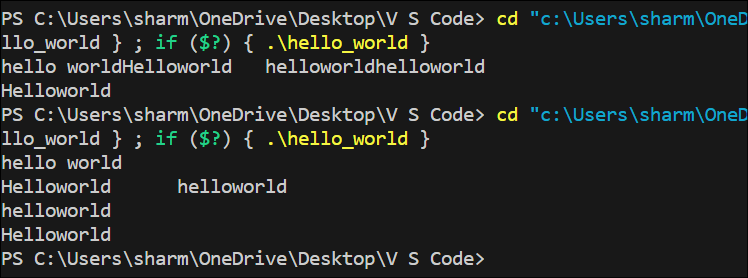 PS C:\Users\sharm\OneDrive\Desktop\V S Code> cd "c:\Users\sharm\OneD
llo_world } ; if ($?) { .\hello_world }
hello worldHelloworld   helloworldhelloworld
Helloworld
PS C:\Users\sharm\OneDrive\Desktop\V S Code> cd "c:\Users\sharm\OneD
llo_world } ; if ($?) { .\hello_world }
hello world
Helloworld      helloworld
helloworld
Helloworld
PS C:\Users\sharm\OneDrive\Desktop\V S Code>